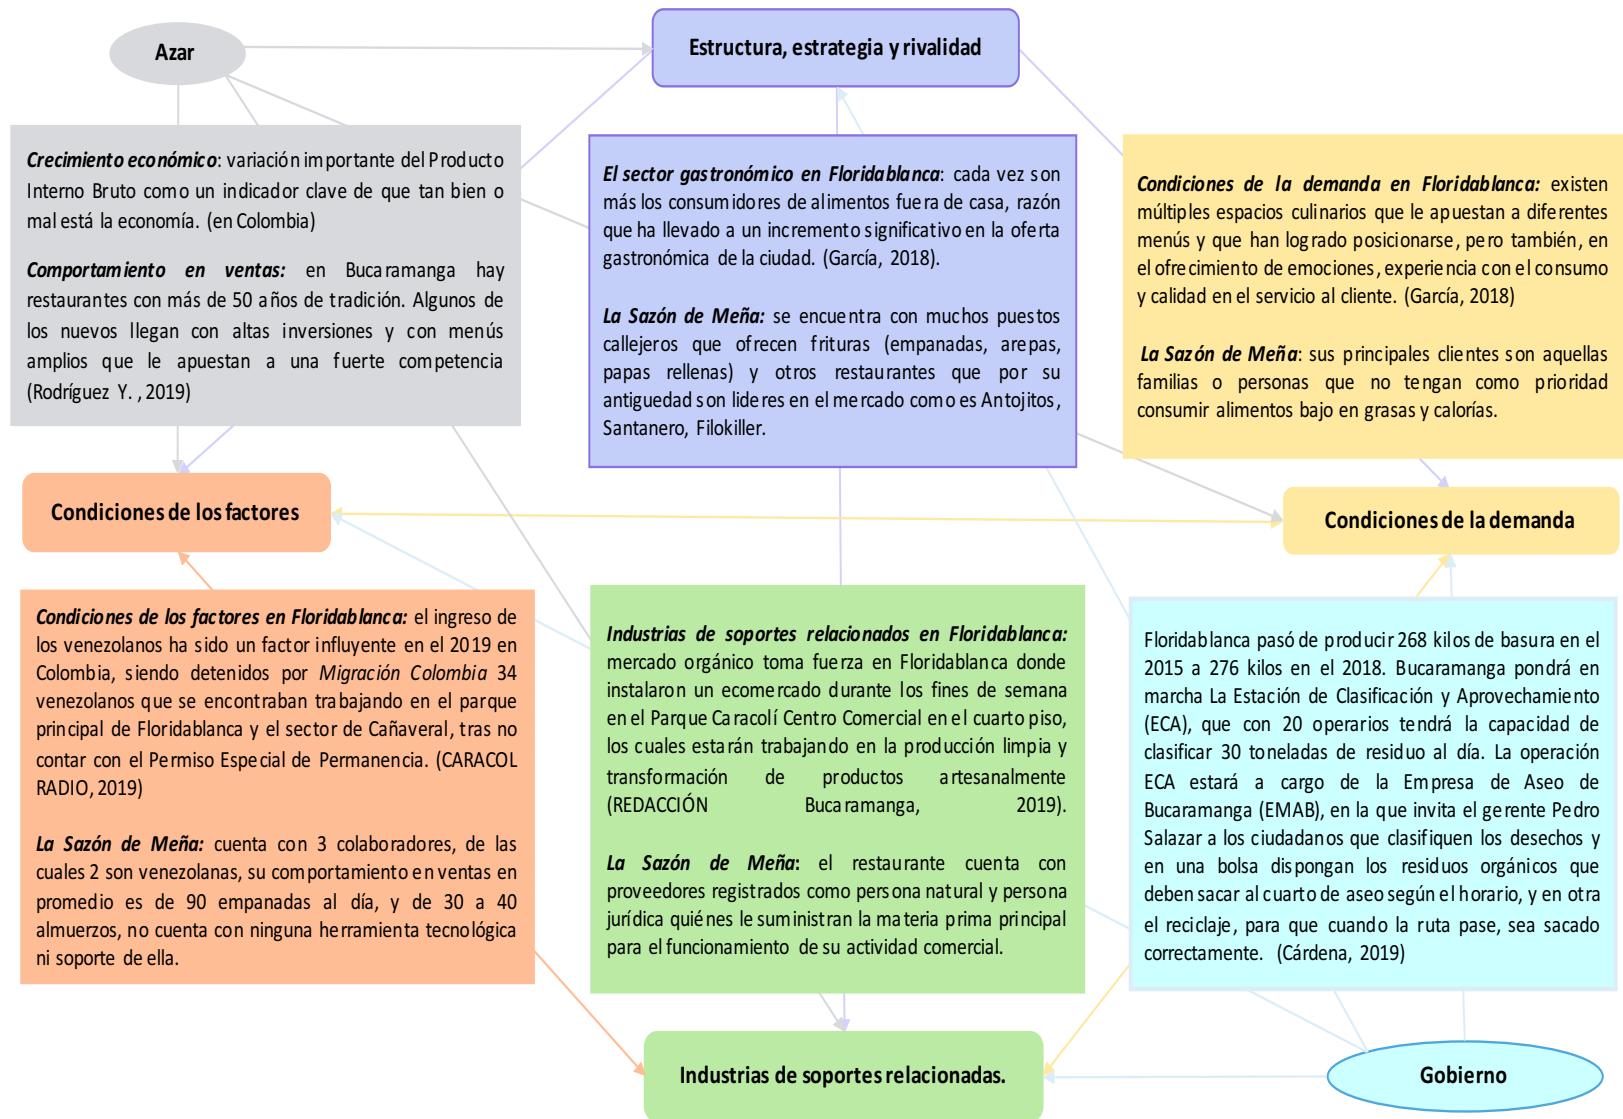 Azar
Estructura, estrategia y rivalidad
Crecimiento económico: variación importante del Producto
Interno Bruto como un indicador clave de que tan bien o
mal está la economía. (en Colombia)
Comportamiento en ventas: en Bucaramanga hay
restaurantes con más de 50 años de tradición. Algunos de
los nuevos llegan con altas inversiones y con menús
amplios que le apuestan a una fuerte competencia
(Rodríguez Y. , 2019)
El sector gastronómico en Floridablanca: cada vez son
más los consumidores de alimentos fuera de casa, razón
que ha llevado a un incremento significativo en la oferta
gastronómica de la ciudad. (García, 2018).
La Sazón de Meña: se encuentra con muchos puestos
callejeros que ofrecen frituras (empanadas, arepas,
papas rellenas) y otros restaurantes que por su
antiguedad son lideres en el mercado como es Antojitos,
Santanero, Filokiller.
Condiciones de la demanda en Floridablanca: existen
múltiples espacios culinarios que le apuestan a diferentes
menús y que han logrado posicionarse, pero también, en
el ofrecimiento de emociones, experiencia con el consumo
y calidad en el servicio al cliente. (García, 2018)
La Sazón de Meña: sus principales clientes son aquellas
familias o personas que no tengan como prioridad
consumir alimentos bajo en grasas y calorías.
Condiciones de los factores
Condiciones de la demanda
Condiciones de los factores en Floridablanca: el ingreso de
los venezolanos ha sido un factor influyente en el 2019 en
Colombia, siendo detenidos por Migración Colombia 34
venezolanos que se encontraban trabajando en el parque
principal de Floridablanca y el sector de Cañaveral, tras no
contar con el Permiso Especial de Permanencia. (CARACOL
RADIO, 2019)
La Sazón de Meña: cuenta con 3 colaboradores, de las
cuales 2 son venezolanas, su comportamiento en ventas en
promedio es de 90 empanadas al día, y de 30 a 40
almuerzos, no cuenta con ninguna herramienta tecnológica
ni soporte de ella.
Industrias de soportes relacionados en Floridablanca:
mercado orgánico toma fuerza en Floridablanca donde
instalaron un ecomercado durante los fines de semana
en el Parque Caracolí Centro Comercial en el cuarto piso,
los cuales estarán trabajando en la producción limpia y
transformación de productos artesanalmente
(REDACCIÓN Bucaramanga, 2019).
La Sazón de Meña: el restaurante cuenta con
proveedores registrados como persona natural y persona
jurídica quiénes le suministran la materia prima principal
para el funcionamiento de su actividad comercial.
Floridablanca pasó de producir 268 kilos de basura en el
2015 a 276 kilos en el 2018. Bucaramanga pondrá en
marcha La Estación de Clasificación y Aprovechamiento
(ECA), que con 20 operarios tendrá la capacidad de
clasificar 30 toneladas de residuo al día. La operación
ECA estará a cargo de la Empresa de Aseo de
Bucaramanga (EMAB), en la que invita el gerente Pedro
Salazar a los ciudadanos que clasifiquen los desechos y
en una bolsa dispongan los residuos orgánicos que
deben sacar al cuarto de aseo según el horario, y en otra
el reciclaje, para que cuando la ruta pase, sea sacado
correctamente. (Cárdena, 2019)
Industrias de soportes relacionadas.
Gobierno